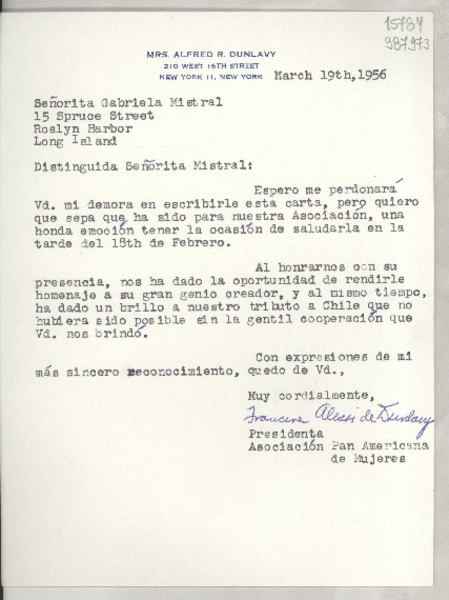 15784
987973
MRS. ALFRED R. DUNLAVY
210 WEST 16TH STREET
NEW YORK 11, NEW YORK
March 19th,1956
Señorita Gabriela Mistral
15 Spruce Street
Roslyn Harbor
Long Island
Distinguida Señorita Mistral:
Espero me perdonará
Vd. mi demora en escribirle esta carta, pero quiero
que sepa que ha sido para nuestra Asociación, una
honda emoción tener la ocasión de saludarla en la
tarde del 18th de Febrero.
Al honrarnos con su
presencia, nos ha dado la oportunidad de rendirle
homenaje a su gran genio creador, y al mismo tiempo,
ha dado un brillo a nuestro tributo a Chile que no
hubiera sido posible sin la gentil cooperación que
Vd. nos brindó.
Con expresiones de mi
más sincero reconocimiento, quedo de Vd.,
Muy cordialmente,
Alessi de Dunlavy
Presidenta
Asociación Pan Americana
de Mujeres